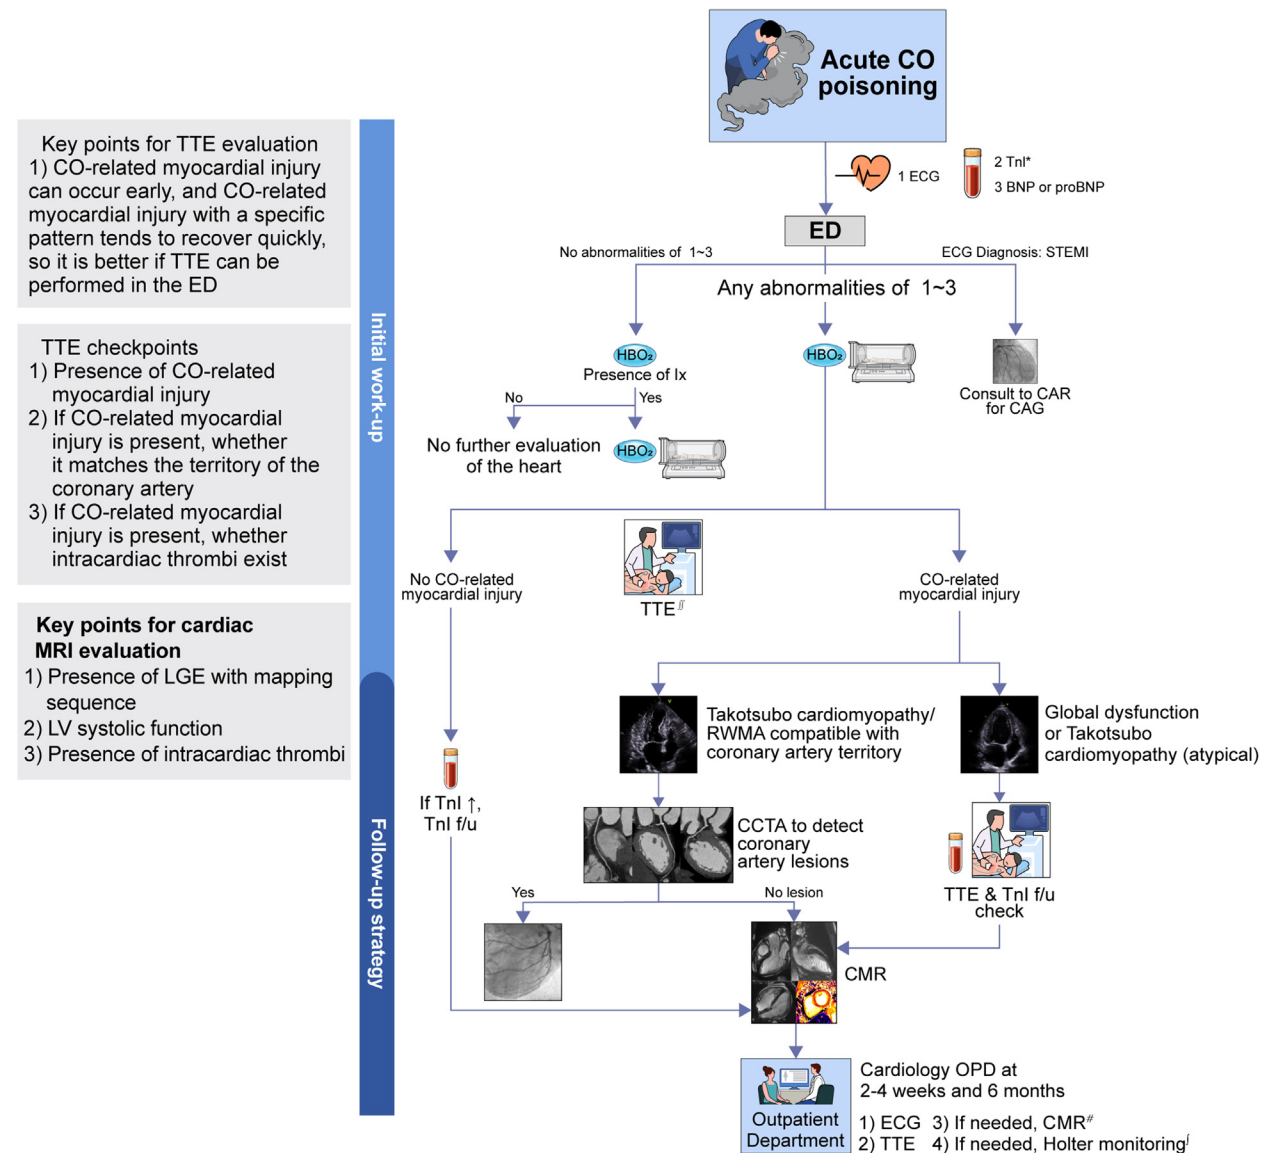 Acute CO
poisoning
1 ECG
2 TnI*
3 BNP or proBNP
ED
No abnormalities of 1~3
ECG Diagnosis: STEMI
Any abnormalities of 1~3
HBO₂
Presence of Ix
No
Yes
No further evaluation
of the heart
HBO₂
HBO₂
Consult to CAR
for CAG
Key points for TTE evaluation
1) CO-related myocardial injury
can occur early, and CO-related
myocardial injury with a specific
pattern tends to recover quickly,
so it is better if TTE can be
performed in the ED
TTE checkpoints
1) Presence of CO-related
myocardial injury
2) If CO-related myocardial
injury is present, whether
it matches the territory of the
coronary artery
3) If CO-related myocardial
injury is present, whether
intracardiac thrombi exist
Key points for cardiac
MRI evaluation
1) Presence of LGE with mapping
sequence
2) LV systolic function
3) Presence of intracardiac thrombi
Initial work-up
Follow-up strategy
No CO-related
myocardial injury
TTE∬
CO-related
myocardial injury
Takotsubo cardiomyopathy/
RWMA compatible with
coronary artery territory
Global dysfunction
or Takotsubo
cardiomyopathy (atypical)
If TnI ↑,
TnI f/u
CCTA to detect
coronary
artery lesions
Yes
No lesion
TTE & TnI f/u
check
CMR
Outpatient
Department
Cardiology OPD at
2-4 weeks and 6 months
1) ECG 3) If needed, CMR#
2) TTE 4) If needed, Holter monitoring∫